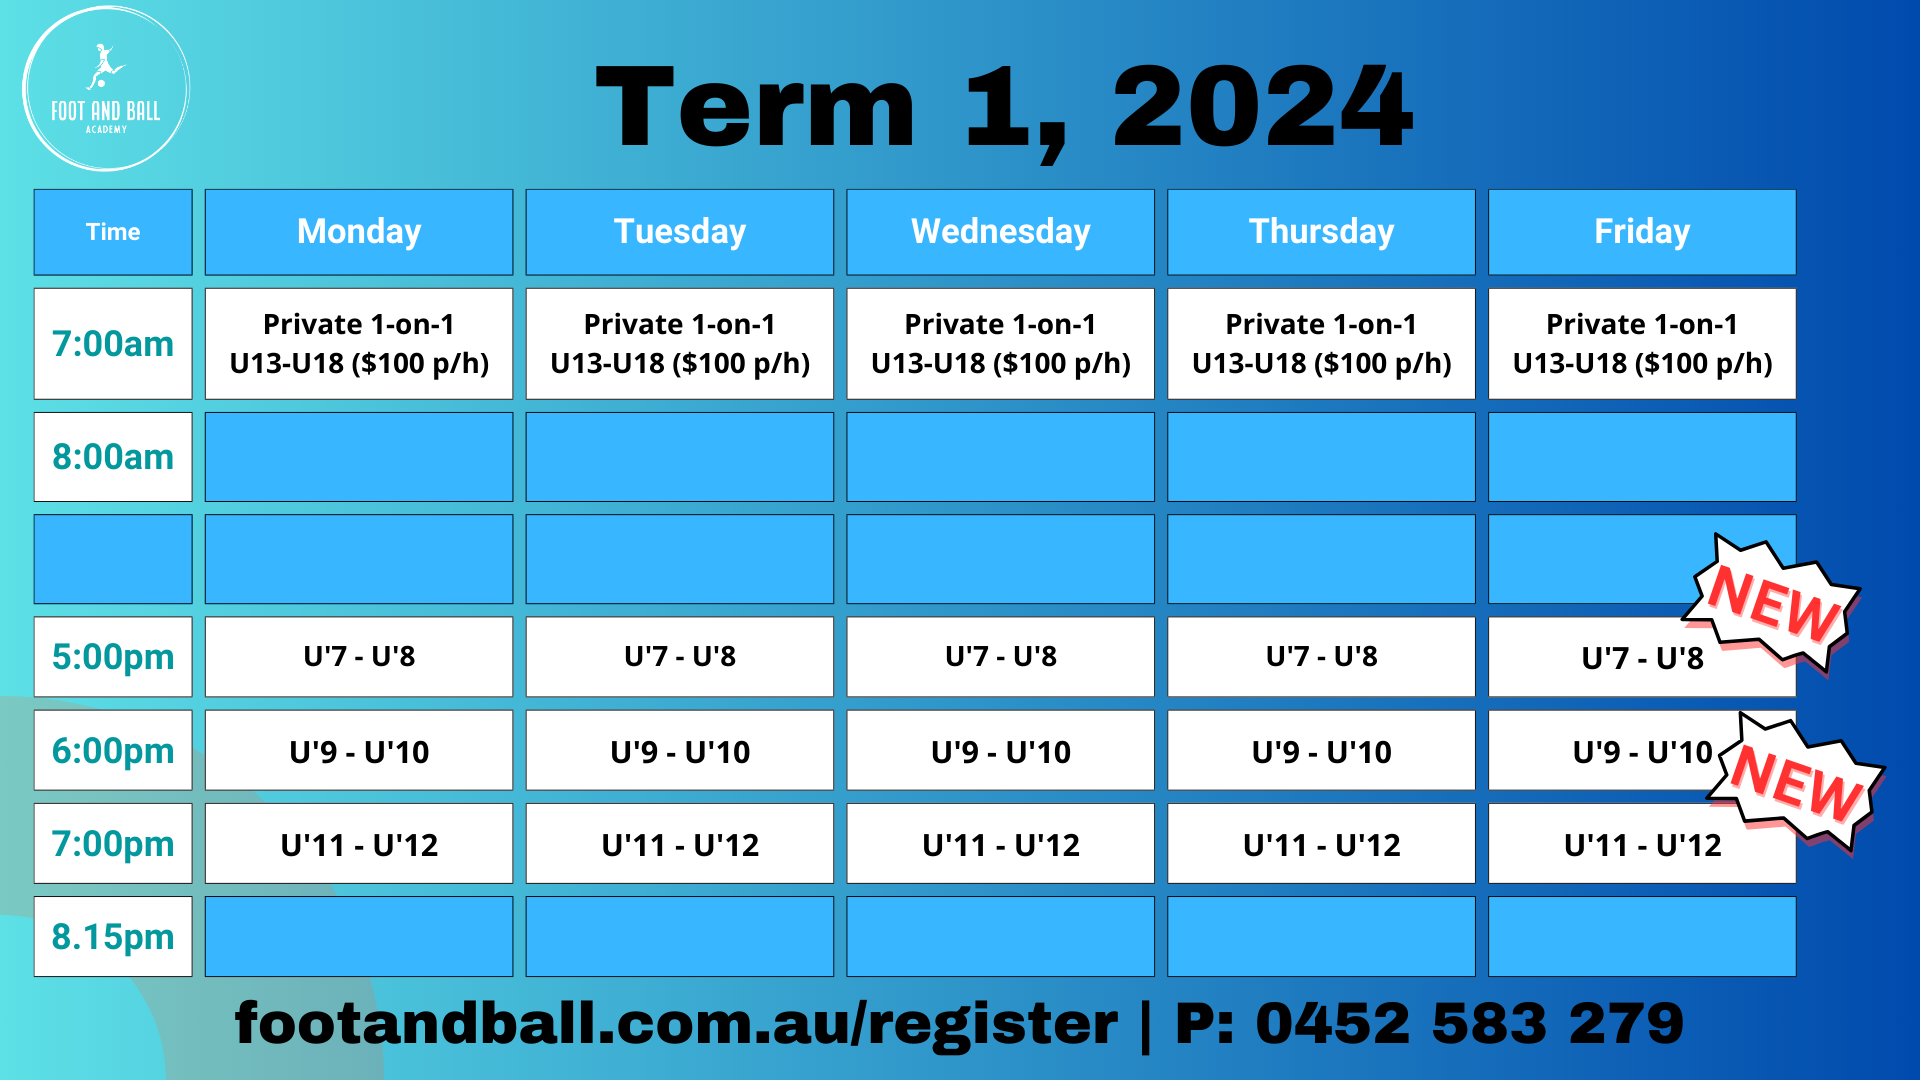 FOOT AND BALL
ACADEMY
Term 1, 2024
Time Monday Tuesday Wednesday Thursday Friday
7:00am
Private 1-on-1
U13-U18 ($100 p/h)
Private 1-on-1
U13-U18 ($100 p/h)
Private 1-on-1
U13-U18 ($100 p/h)
Private 1-on-1
U13-U18 ($100 p/h)
Private 1-on-1
U13-U18 ($100 p/h)
8:00am
NEW
5:00pm U'7 - U'8 U'7 - U'8 U'7 - U'8 U'7 - U'8 U'7 - U'8
6:00pm U'9 - U'10 U'9 - U'10 U'9 - U'10 U'9 - U'10 U'9 - U'10
NEW
7:00pm U'11 - U'12 U'11 - U'12 U'11 - U'12 U'11 - U'12 U'11 - U'12
8.15pm
footandball.com.au/register | P: 0452 583 279